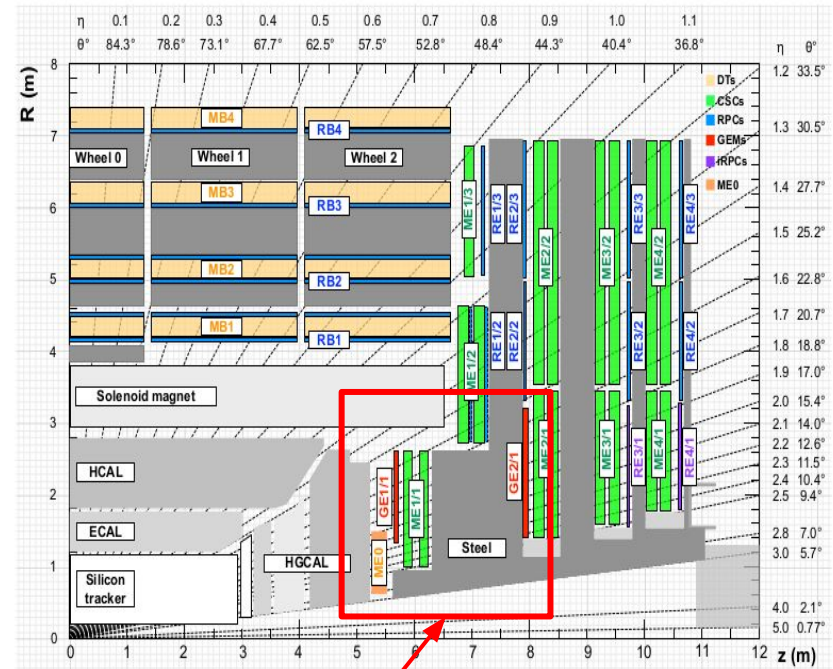 η 0.1 0.2 0.3 0.4 0.5 0.6 0.7 0.8 0.9 1.0 1.1
θ° 84.3° 78.6° 73.1° 67.7° 62.5° 57.5° 52.8° 48.4° 44.3° 40.4° 36.8° η θ°
R (m)
8
7
6
5
4
3
2
1
0
1.2 33.5°
1.3 30.5°
1.4 27.7°
1.5 25.2°
1.6 22.8°
1.7 20.7°
1.8 18.8°
1.9 17.0°
2.0 15.4°
2.1 14.0°
2.2 12.6°
2.3 11.5°
2.4 10.4°
2.5 9.4°
2.8 7.0°
3.0 5.7°
4.0 2.1°
5.0 0.77°
DTs
CSCs
RPCs
GEMs
iRPCs
ME0
MB4
RB4
Wheel 0 Wheel 1 Wheel 2
MB3
RB3
MB2
RB2
MB1
RB1
Solenoid magnet
HCAL
ECAL
Silicon
tracker
HGCAL
Steel
ME0
GE1/1
ME1/1
ME1/2
ME1/3
RE1/3
RE2/3
RE1/2
RE2/2
GE2/1
ME2/1
ME2/2
ME3/2
ME3/1
RE3/3
RE3/2
RE3/1
ME4/2
ME4/1
RE4/3
RE4/2
RE4/1
0 1 2 3 4 5 6 7 8 9 10 11 12
z (m)